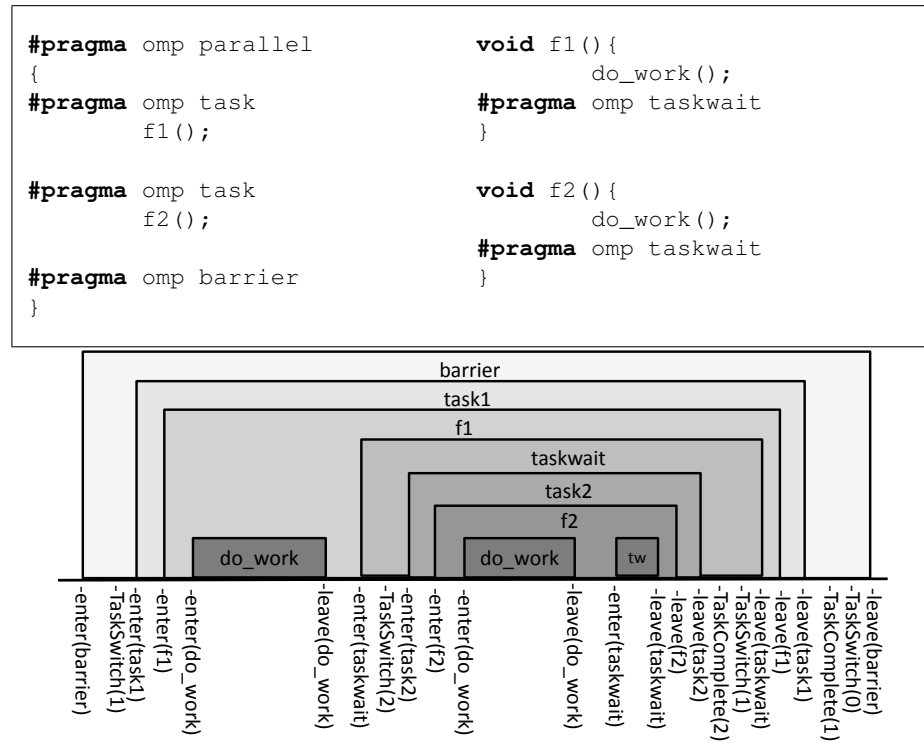 #pragma omp parallel
{
#pragma omp task
f1();
#pragma omp task
f2();
#pragma omp barrier
}
void f1(){
do_work();
#pragma omp taskwait
}
void f2(){
do_work();
#pragma omp taskwait
}
barrier
task1
f1
taskwait
task2
f2
do_work
do_work
tw
-enter(barrier)
-TaskSwitch(1)
-enter(task1)
-enter(f1)
-enter(do_work)
-leave(do_work)
-enter(taskwait)
-TaskSwitch(2)
-enter(task2)
-enter(f2)
-enter(do_work)
-leave(do_work)
-enter(taskwait)
-leave(taskwait)
-leave(f2)
-leave(task2)
-TaskComplete(2)
-TaskSwitch(1)
-leave(taskwait)
-leave(f1)
-leave(task1)
-TaskComplete(1)
-TaskSwitch(0)
-leave(barrier)